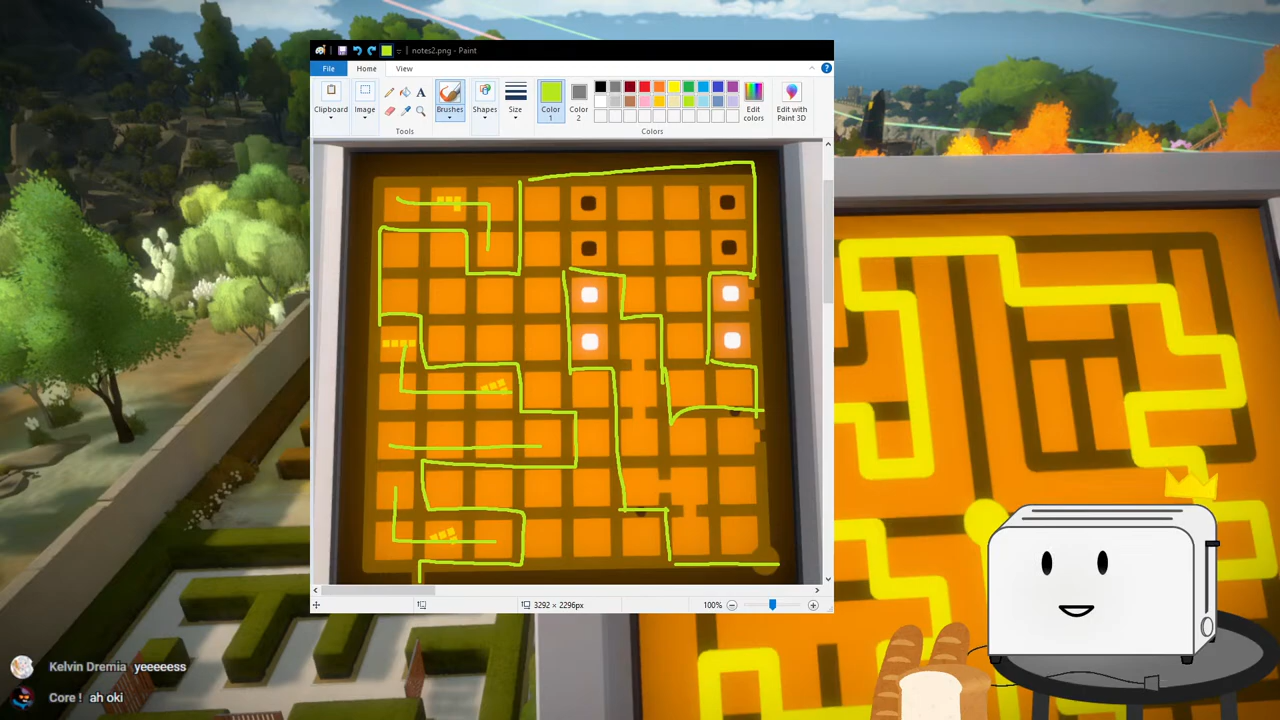 notes2.png - Paint
File Home View
Clipboard Image Brushes Shapes Size Color 1 Color 2 Edit colors Edit with Paint 3D
Tools Colors
3292 × 2296px 100%
Kelvin Dremia yeeeeess
Core ! ah oki